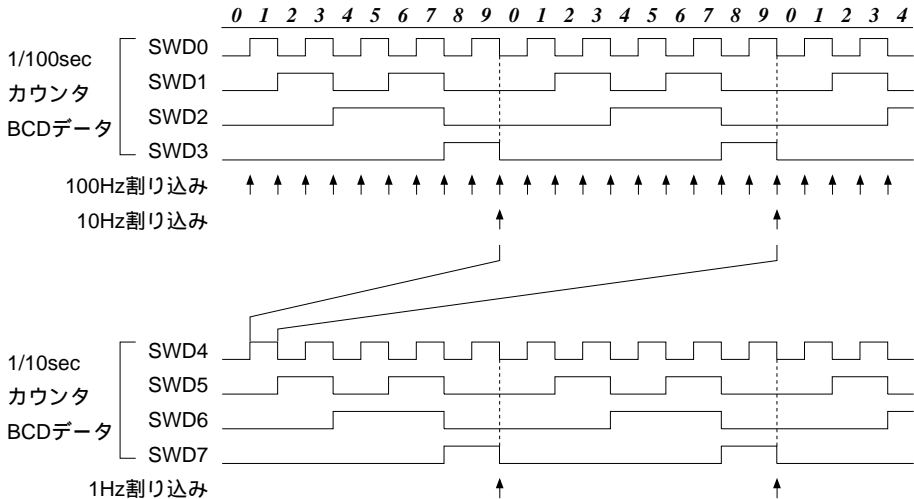 0 1 2 3 4 5 6 7 8 9 0 1 2 3 4 5 6 7 8 9 0 1 2 3 4
SWD0
1/100sec
SWD1
カウンタ
SWD2
BCDデータ
SWD3
100Hz割り込み
10Hz割り込み
SWD4
1/10sec
SWD5
カウンタ
SWD6
BCDデータ
SWD7
1Hz割り込み